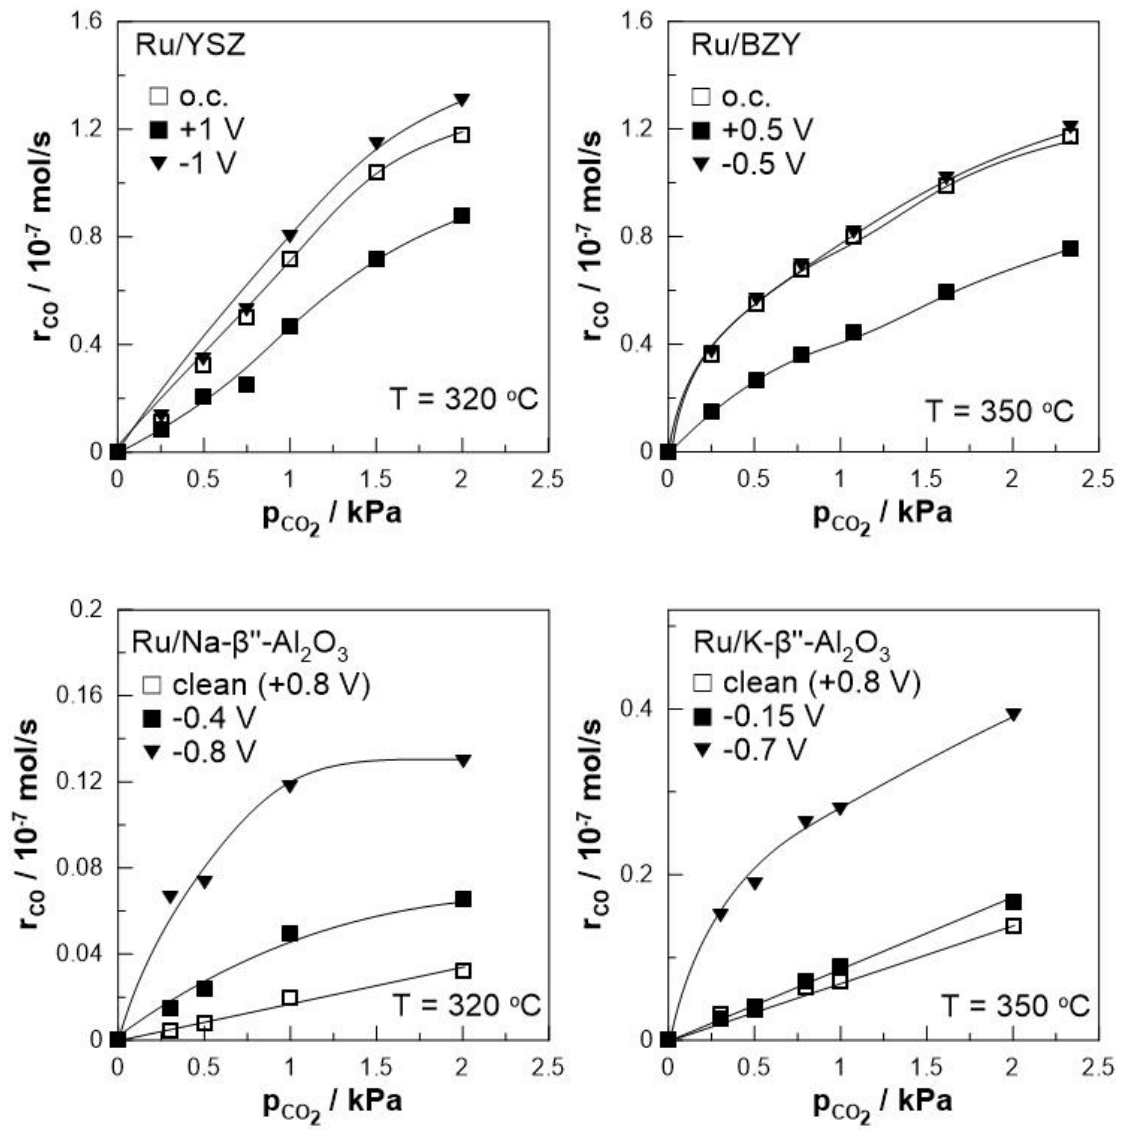 Ru/YSZ
o.c.
+1 V
-1 V
T = 320 °C
r_CO / 10⁻⁷ mol/s
1.6
1.2
0.8
0.4
0
0 0.5 1 1.5 2 2.5
p_CO₂ / kPa
Ru/BZY
o.c.
+0.5 V
-0.5 V
T = 350 °C
r_CO / 10⁻⁷ mol/s
1.6
1.2
0.8
0.4
0
0 0.5 1 1.5 2 2.5
p_CO₂ / kPa
Ru/Na-β"-Al₂O₃
clean (+0.8 V)
-0.4 V
-0.8 V
T = 320 °C
r_CO / 10⁻⁷ mol/s
0.2
0.16
0.12
0.08
0.04
0
0 0.5 1 1.5 2 2.5
p_CO₂ / kPa
Ru/K-β"-Al₂O₃
clean (+0.8 V)
-0.15 V
-0.7 V
T = 350 °C
r_CO / 10⁻⁷ mol/s
0.4
0.2
0
0 0.5 1 1.5 2 2.5
p_CO₂ / kPa